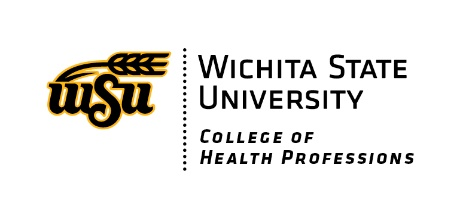 WSU
WICHITA STATE
UNIVERSITY
COLLEGE OF
HEALTH PROFESSIONS